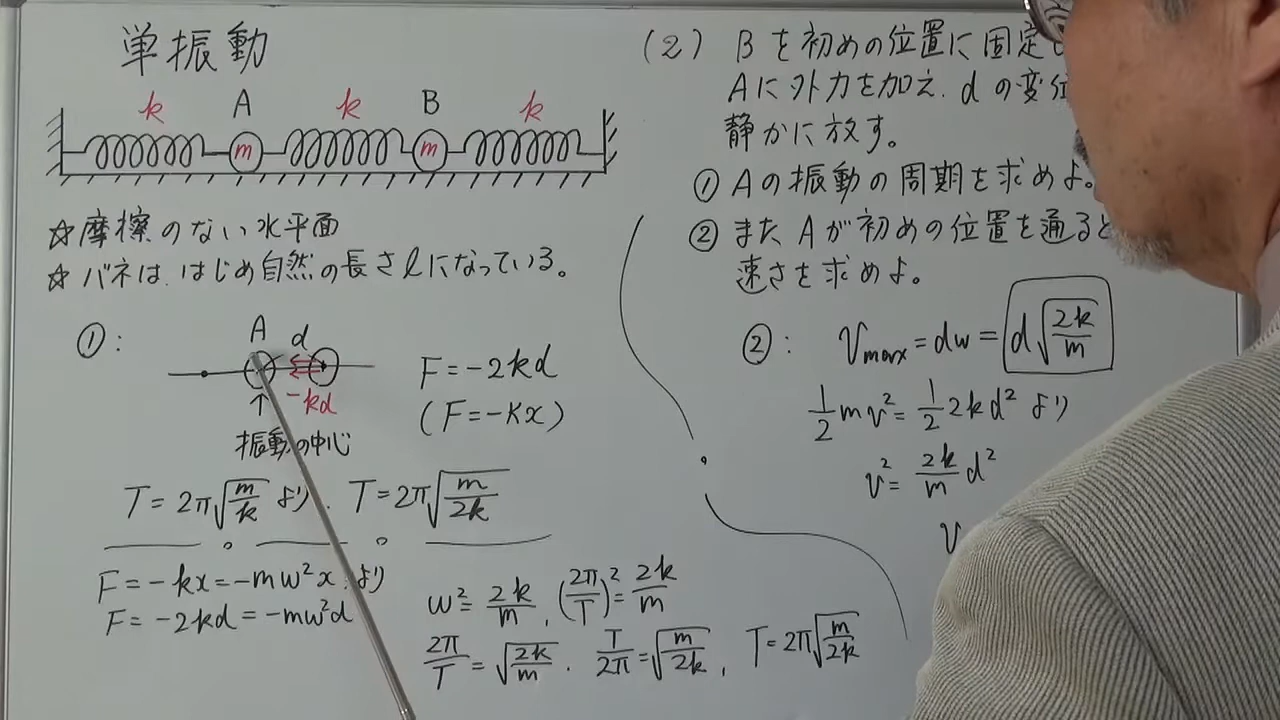 単振動
k A k B k
m m
☆ 摩擦のない水平面
☆ バネは、はじめ自然の長さlになっている。
①:
A
d
-kd
↑
振動の中心
F = -2kd
(F = -Kx)
T = 2π√(m/k) より、 T = 2π√(m/2k)
F = -kx = -mω²x より
F = -2kd = -mω²d
ω² = 2k/m , (2π/T)² = 2k/m
2π/T = √(2k/m) . T/2π = √(m/2k) , T = 2π√(m/2k)
(2) Bを初めの位置に固定
Aに外力を加え、dの変位
静かに放す。
① Aの振動の周期を求めよ。
② また Aが初めの位置を通ると
速さを求めよ。
②: Vmax = dω = d√(2k/m)
1/2 mv² = 1/2 2kd² より
v² = 2k/m d²
v